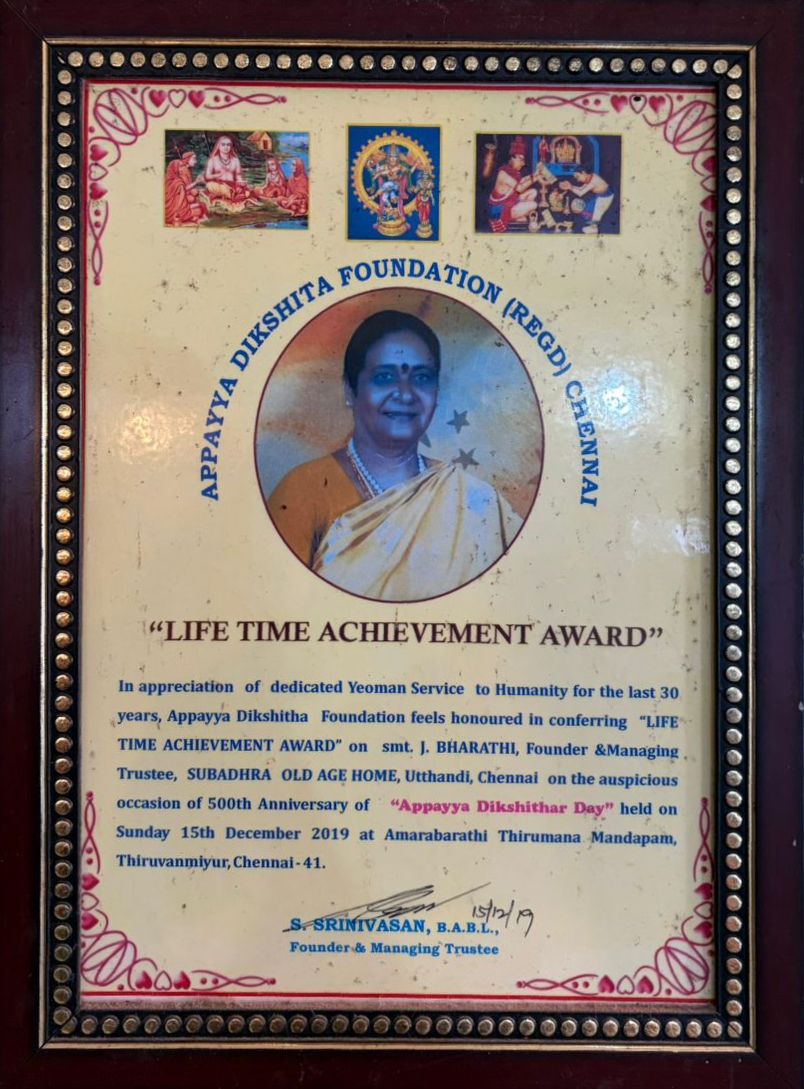 APPAYYA DIKSHITA FOUNDATION (REGD) CHENNAI
“LIFE TIME ACHIEVEMENT AWARD”
In appreciation of dedicated Yeoman Service to Humanity for the last 30
years, Appayya Dikshitha Foundation feels honoured in conferring “LIFE
TIME ACHIEVEMENT AWARD” on smt. J. BHARATHI, Founder &Managing
Trustee, SUBADHRA OLD AGE HOME, Utthandi, Chennai on the auspicious
occasion of 500th Anniversary of “Appayya Dikshithar Day” held on
Sunday 15th December 2019 at Amarabarathi Thirumana Mandapam,
Thiruvanmiyur, Chennai - 41.
15/12/19
S. SRINIVASAN, B.A.B.L.,
Founder & Managing Trustee